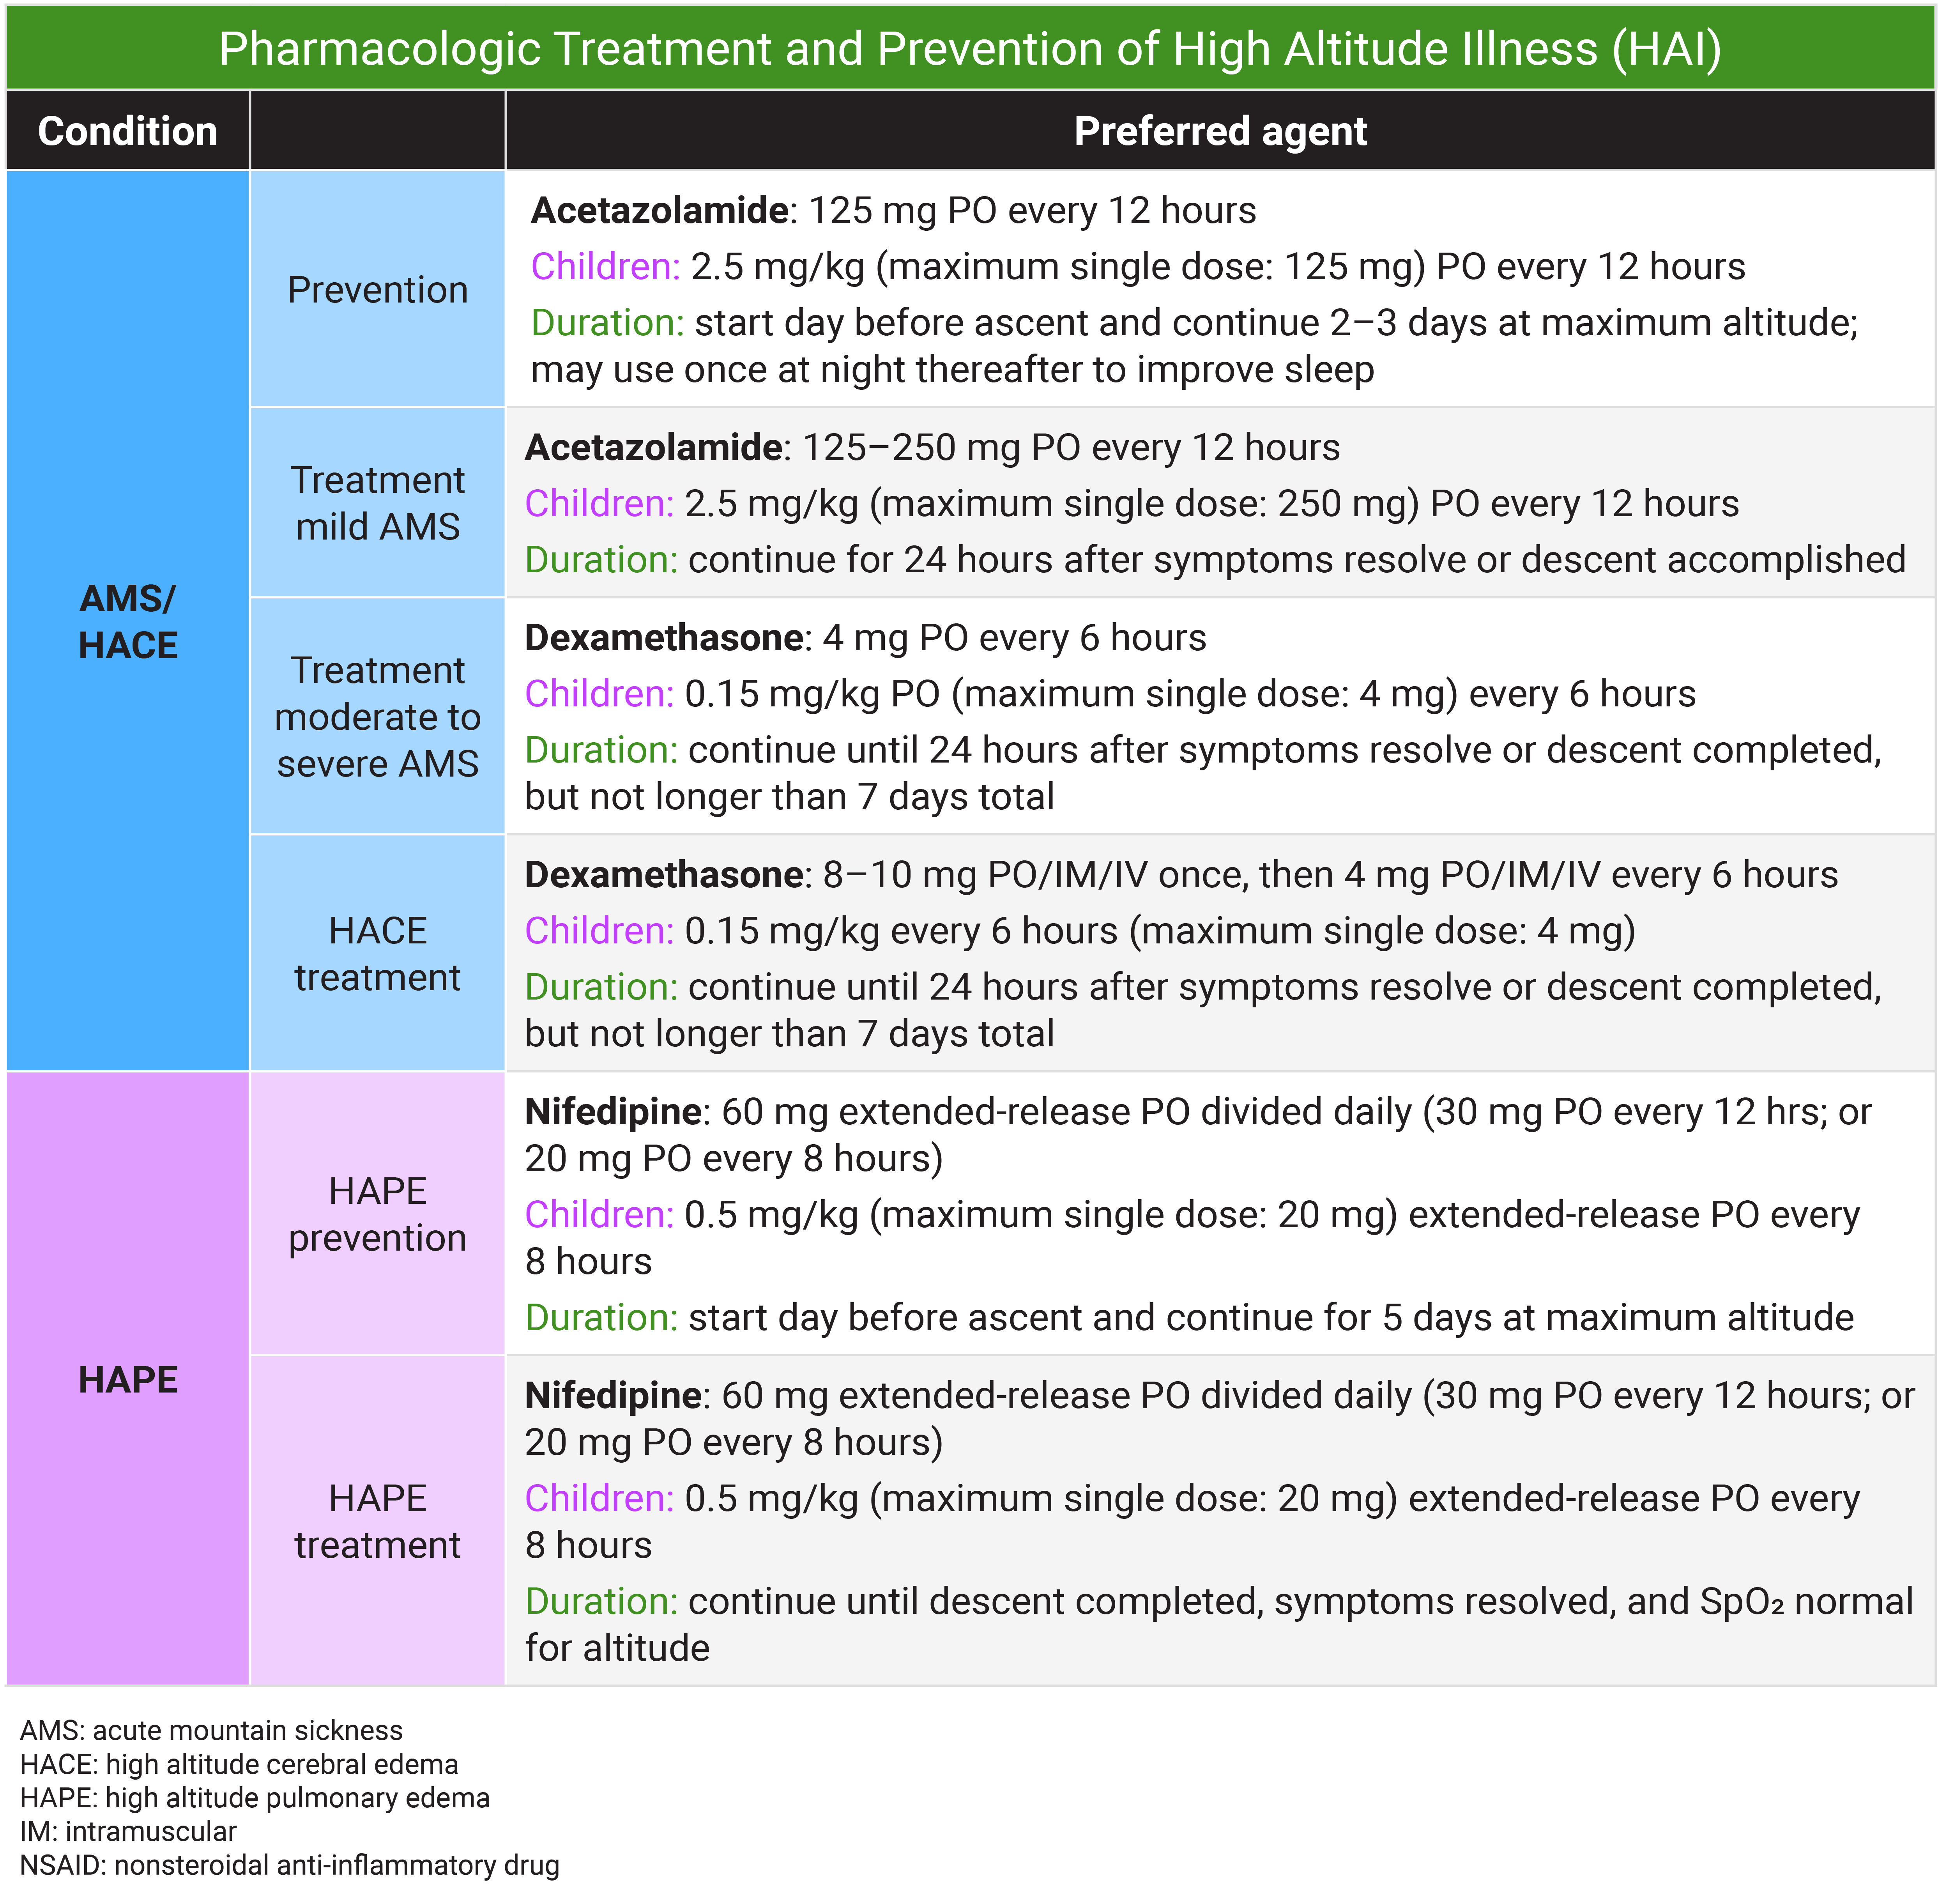 Pharmacologic Treatment and Prevention of High Altitude Illness (HAI)
Condition
Preferred agent
AMS/
HACE
Prevention
Acetazolamide: 125 mg PO every 12 hours
Children: 2.5 mg/kg (maximum single dose: 125 mg) PO every 12 hours
Duration: start day before ascent and continue 2–3 days at maximum altitude;
may use once at night thereafter to improve sleep
Treatment
mild AMS
Acetazolamide: 125–250 mg PO every 12 hours
Children: 2.5 mg/kg (maximum single dose: 250 mg) PO every 12 hours
Duration: continue for 24 hours after symptoms resolve or descent accomplished
Treatment
moderate to
severe AMS
Dexamethasone: 4 mg PO every 6 hours
Children: 0.15 mg/kg PO (maximum single dose: 4 mg) every 6 hours
Duration: continue until 24 hours after symptoms resolve or descent completed,
but not longer than 7 days total
HACE
treatment
Dexamethasone: 8–10 mg PO/IM/IV once, then 4 mg PO/IM/IV every 6 hours
Children: 0.15 mg/kg every 6 hours (maximum single dose: 4 mg)
Duration: continue until 24 hours after symptoms resolve or descent completed,
but not longer than 7 days total
HAPE
HAPE
prevention
Nifedipine: 60 mg extended-release PO divided daily (30 mg PO every 12 hrs; or
20 mg PO every 8 hours)
Children: 0.5 mg/kg (maximum single dose: 20 mg) extended-release PO every
8 hours
Duration: start day before ascent and continue for 5 days at maximum altitude
HAPE
treatment
Nifedipine: 60 mg extended-release PO divided daily (30 mg PO every 12 hours; or
20 mg PO every 8 hours)
Children: 0.5 mg/kg (maximum single dose: 20 mg) extended-release PO every
8 hours
Duration: continue until descent completed, symptoms resolved, and SpO₂ normal
for altitude
AMS: acute mountain sickness
HACE: high altitude cerebral edema
HAPE: high altitude pulmonary edema
IM: intramuscular
NSAID: nonsteroidal anti-inflammatory drug